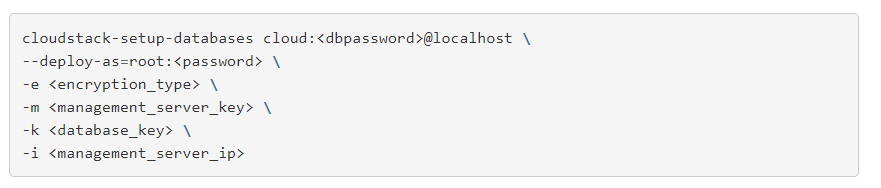 cloudstack-setup-databases cloud:<dbpassword>@localhost \
--deploy-as=root:<password> \
-e <encryption_type> \
-m <management_server_key> \
-k <database_key> \
-i <management_server_ip>